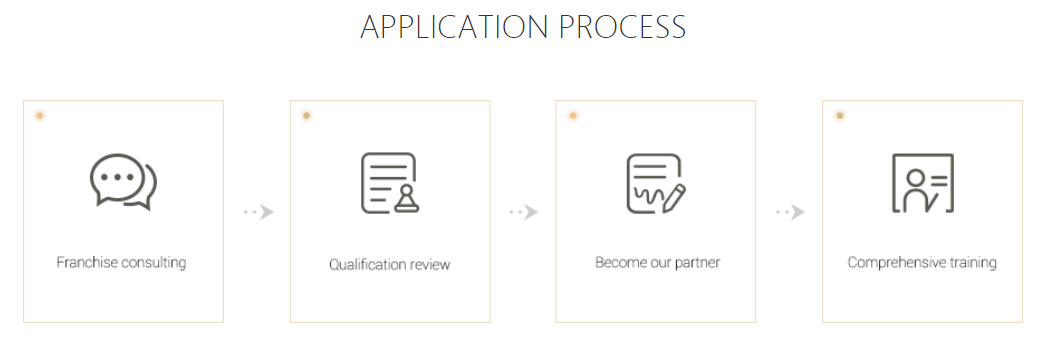 APPLICATION PROCESS
Franchise consulting
Qualification review
Become our partner
Comprehensive training